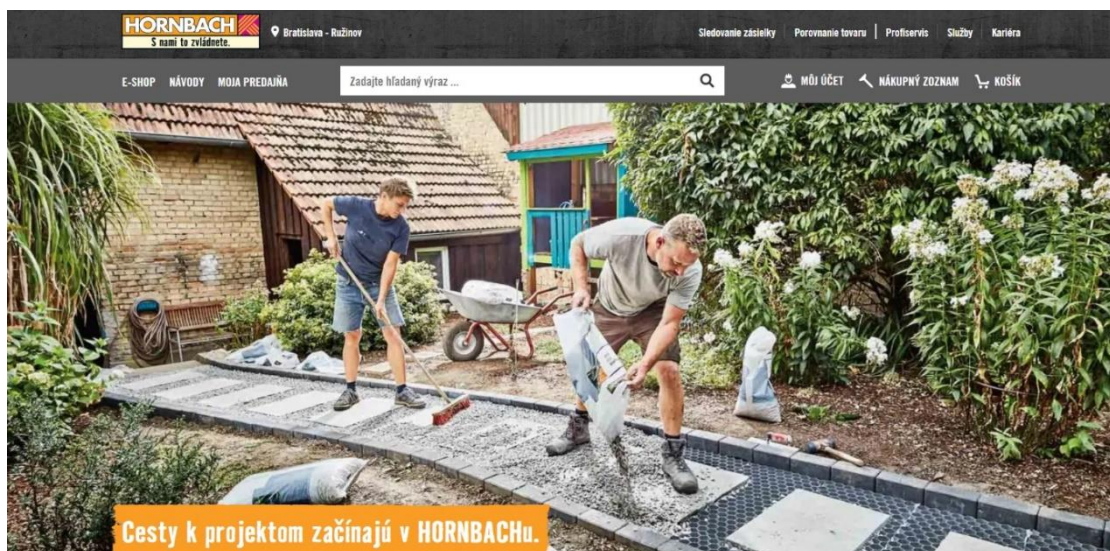 HORNBACH
S nami to zvládnete.
Bratislava - Ružinov
Sledovanie zásielky
Porovnanie tovaru
Profiservis
Služby
Kariéra
E-SHOP
NÁVODY
MOJA PREDAJŇA
Zadajte hľadaný výraz ...
MÔJ ÚČET
NÁKUPNÝ ZOZNAM
KOŠÍK
Cesty k projektom začínajú v HORNBACHu.